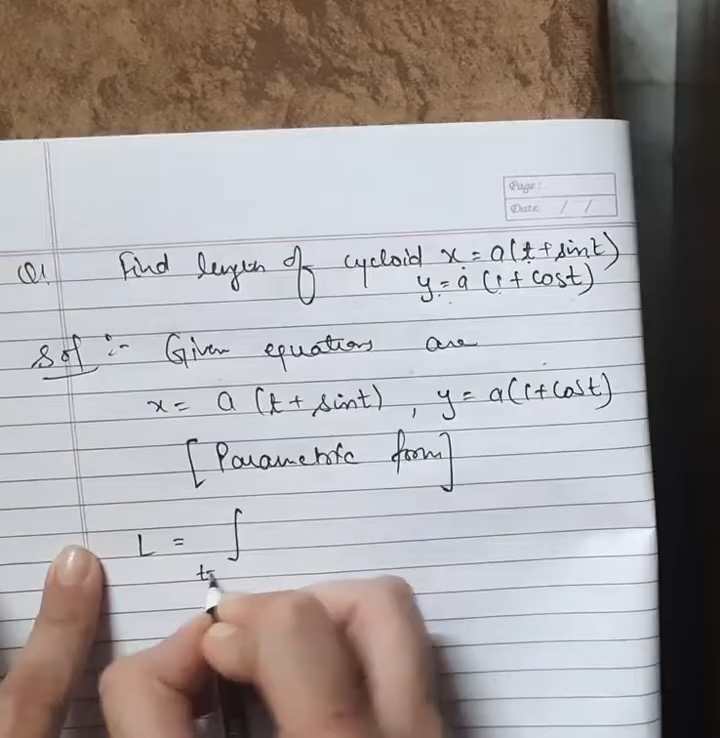 Page:
Date: / /
Q1 Find length of cycloid x = a(t + sint)
y = a (1 + cost)
Sol :- Given equations are
x = a (t + sint) , y = a(1 + cost)
[Parametric form]
L = ∫
t=